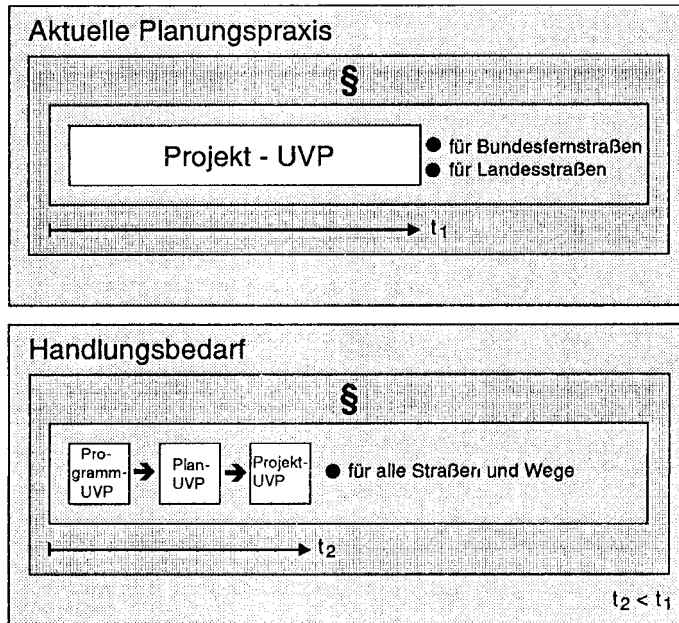 Aktuelle Planungspraxis
§
Projekt - UVP
● für Bundesfernstraßen
● für Landesstraßen
t1
Handlungsbedarf
§
Pro-
gramm-
UVP
Plan-
UVP
Projekt-
UVP
● für alle Straßen und Wege
t2
t2 < t1